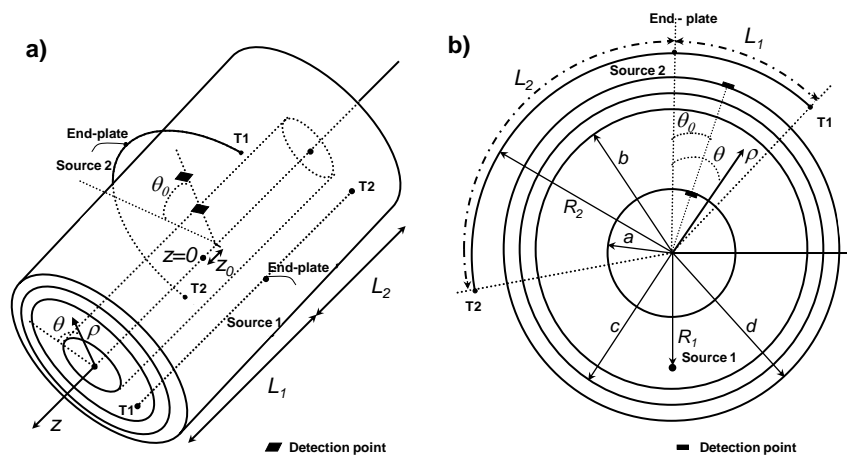 a)
End-plate
T1
Source 2
θ₀
T2
z=0
z₀
End-plate
L₂
Source 1
θ
ρ
L₁
T1
z
Detection point
b)
End - plate
L₁
L₂
Source 2
T1
θ₀
b
θ
ρ
R₂
a
T2
c
R₁
d
Source 1
Detection point